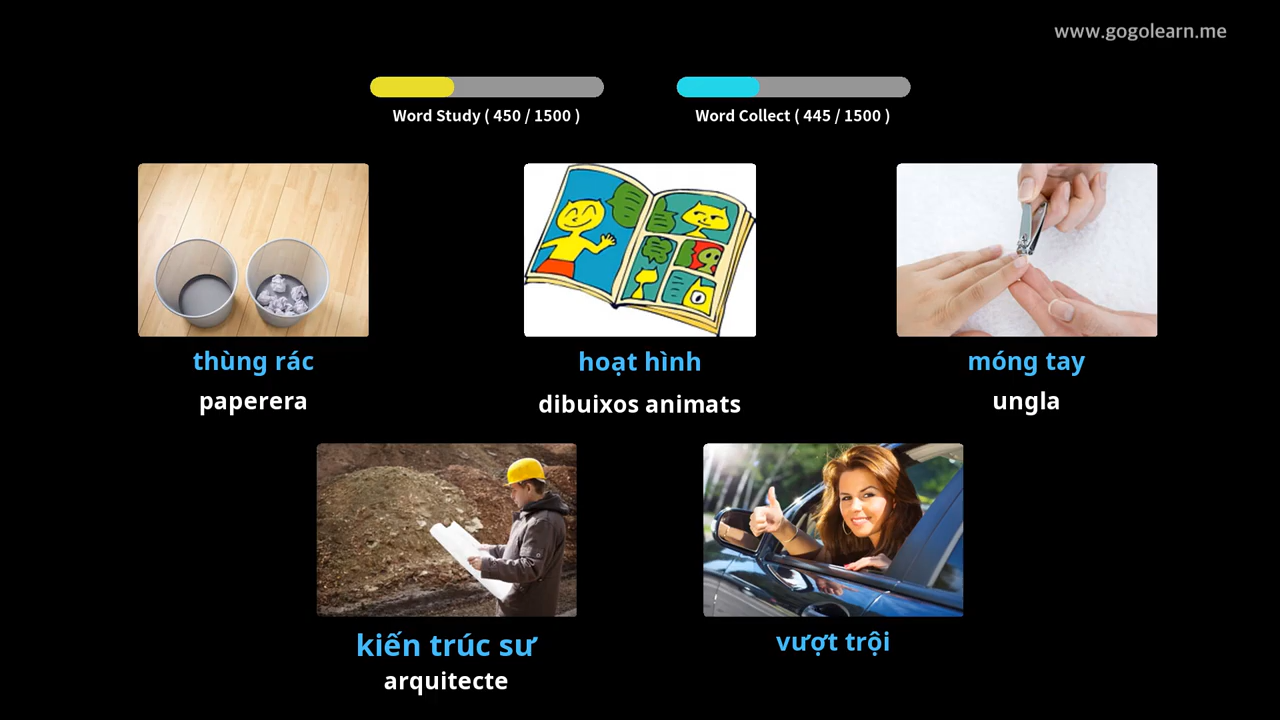 www.gogolearn.me
Word Study ( 450 / 1500 )
Word Collect ( 445 / 1500 )
thùng rác
hoạt hình
móng tay
paperera
dibuixos animats
ungla
kiến trúc sư
vượt trội
arquitecte